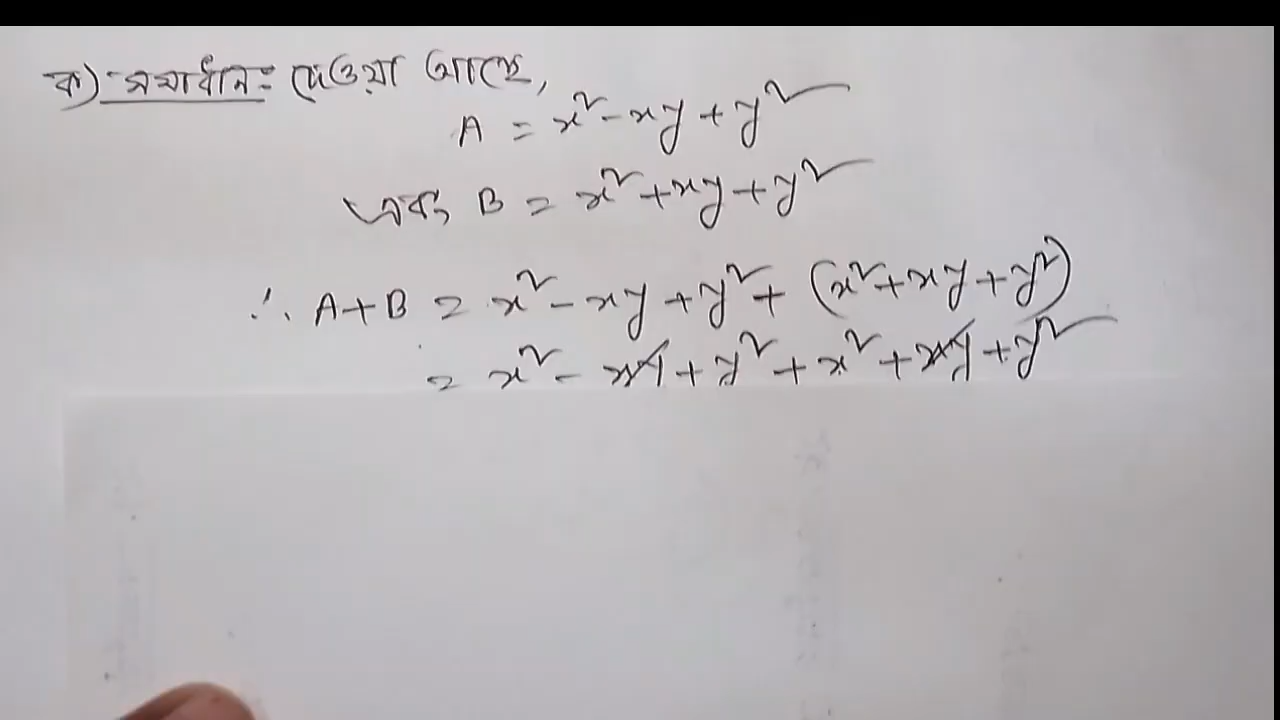 ক) সমাধান: দেওয়া আছে,
A = x² - xy + y²
এবং B = x² + xy + y²
∴ A+B = x² - xy + y² + (x² + xy + y²)
= x² - xy + y² + x² + xy + y²